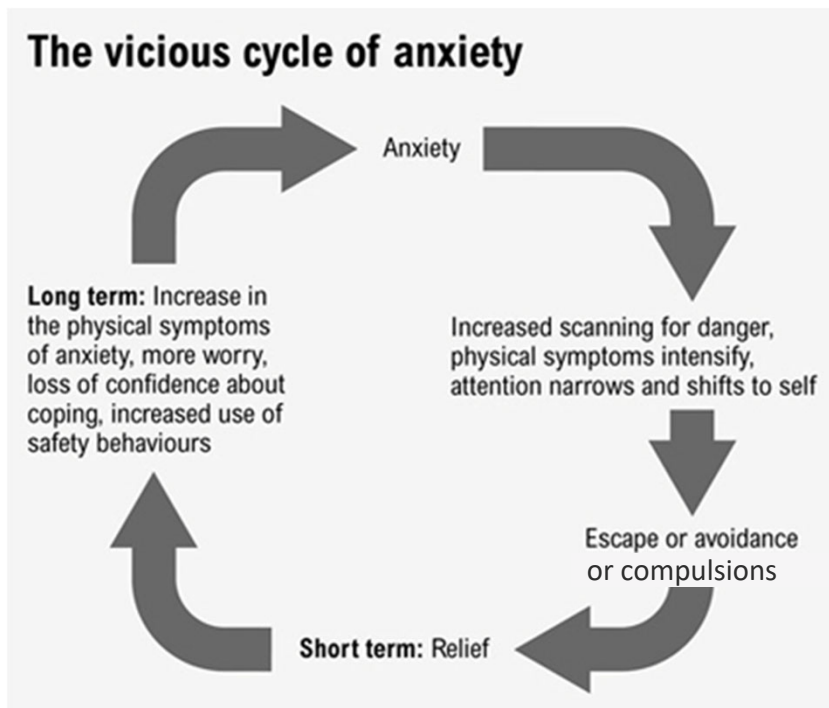 The vicious cycle of anxiety
Anxiety
Increased scanning for danger,
physical symptoms intensify,
attention narrows and shifts to self
Escape or avoidance
or compulsions
Short term: Relief
Long term: Increase in
the physical symptoms
of anxiety, more worry,
loss of confidence about
coping, increased use of
safety behaviours